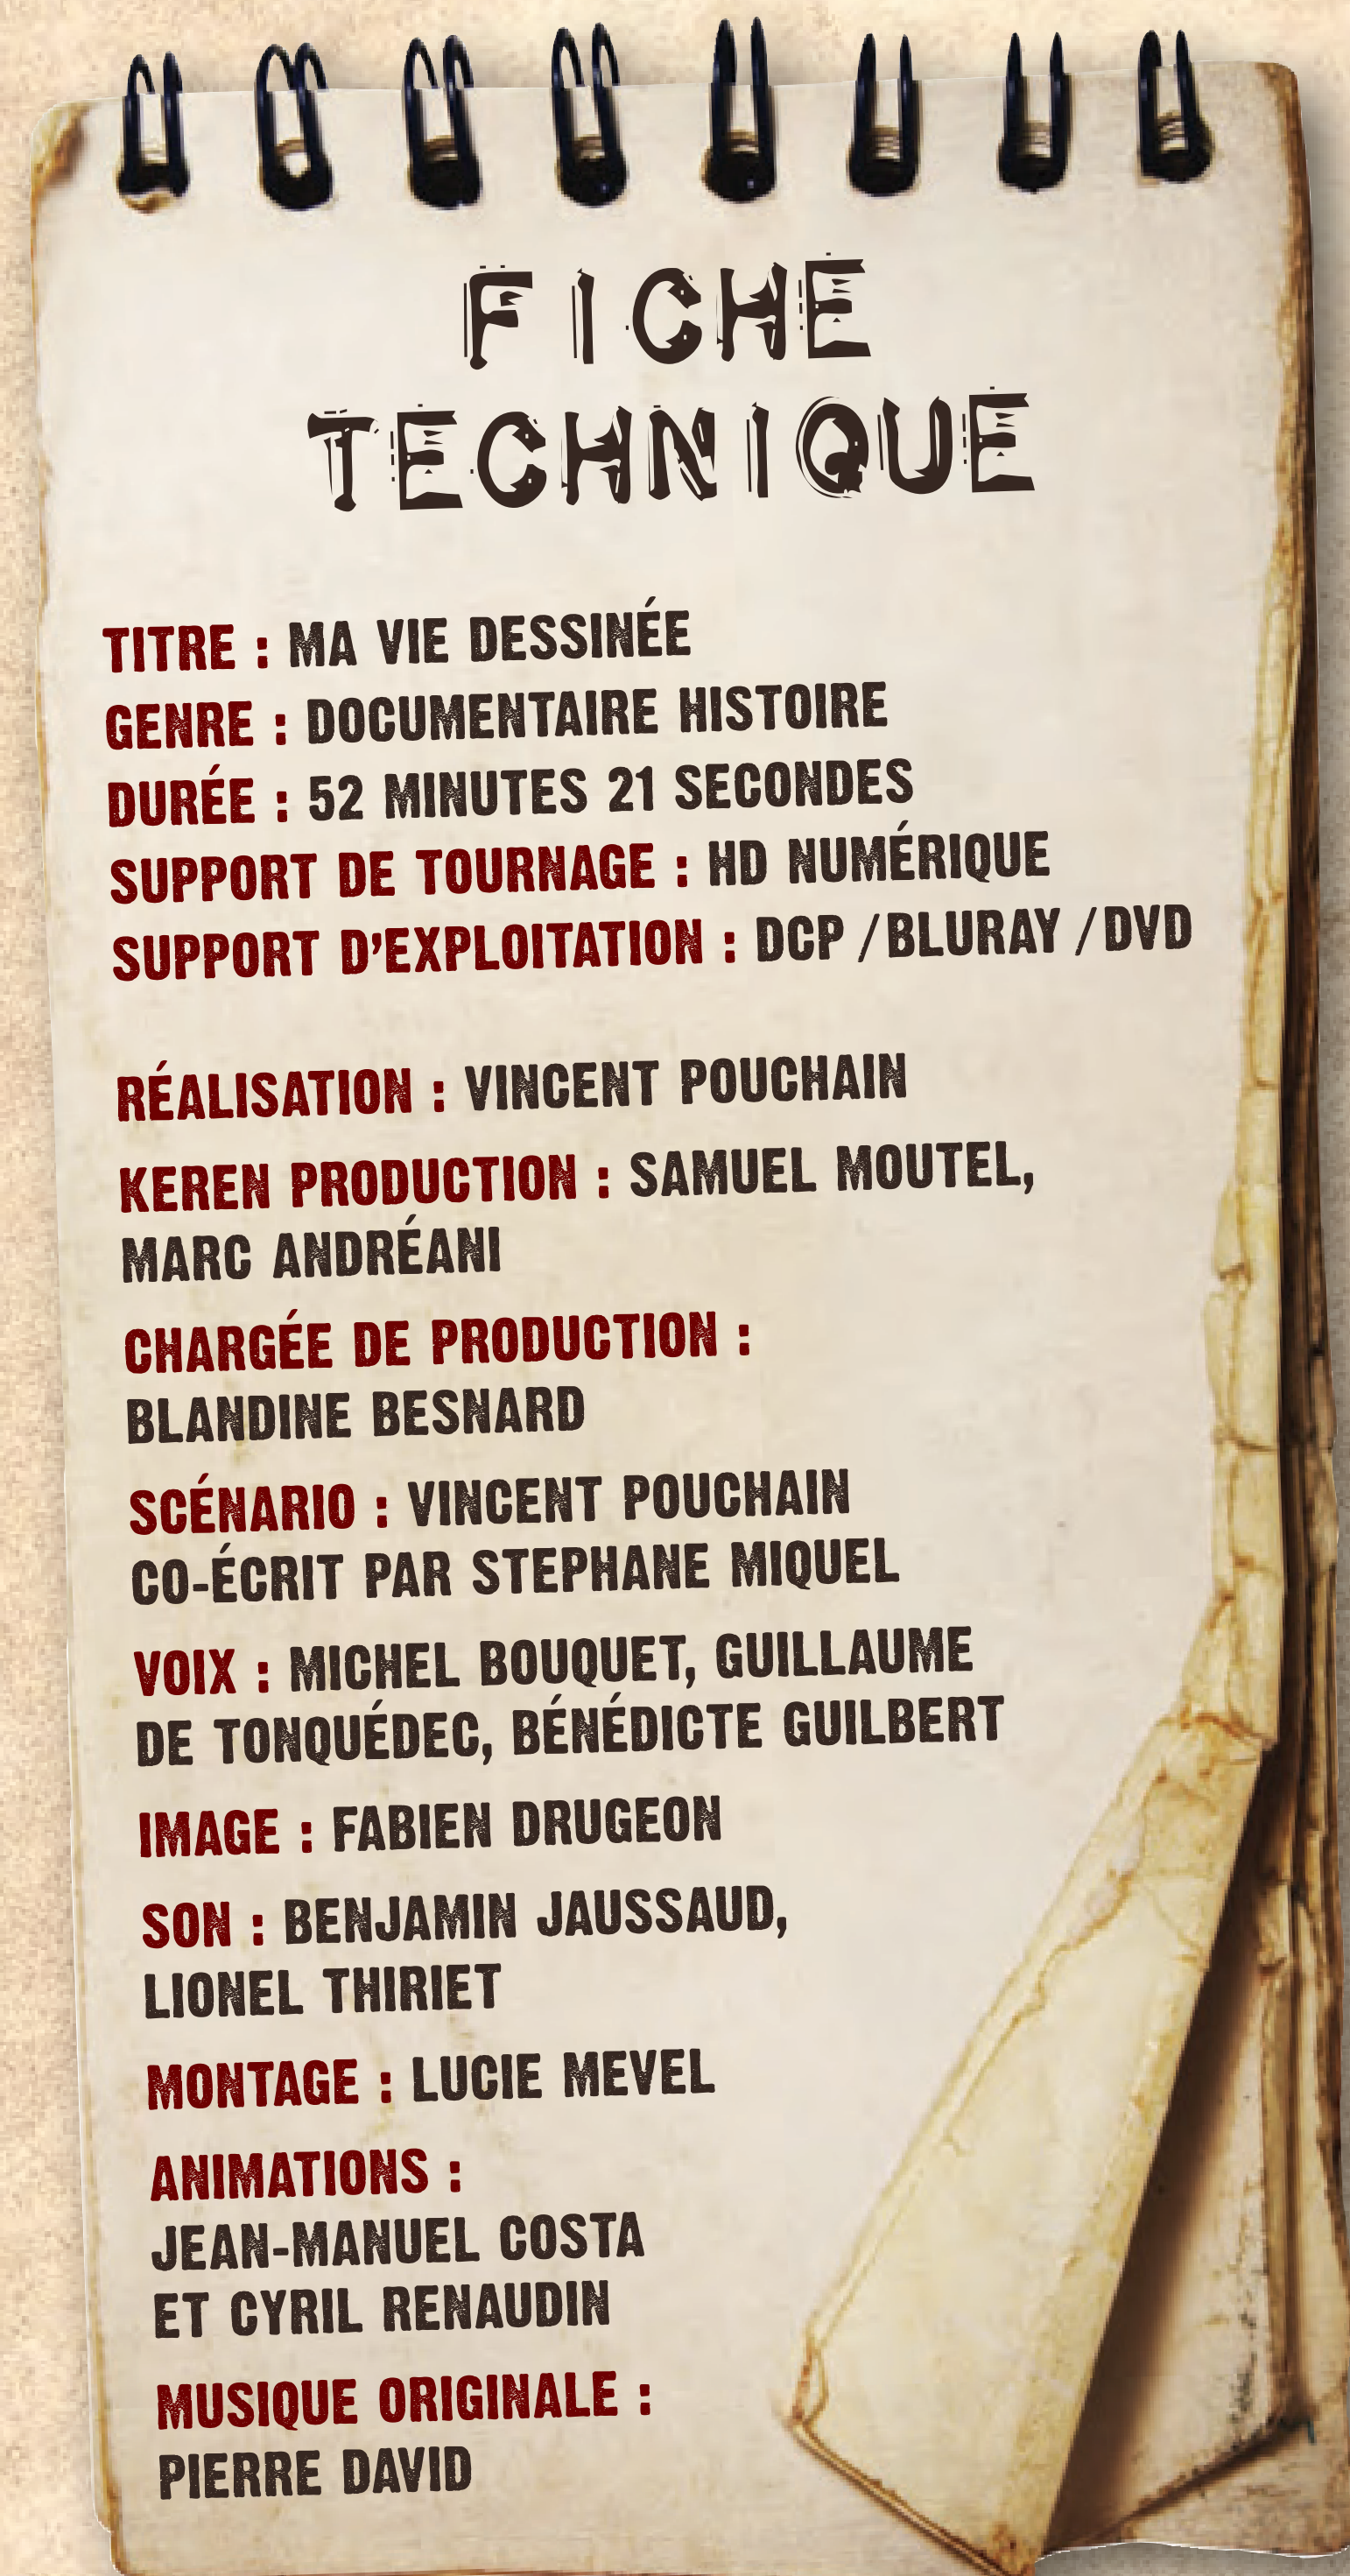 FICHE
TECHNIQUE
TITRE : MA VIE DESSINÉE
GENRE : DOCUMENTAIRE HISTOIRE
DURÉE : 52 MINUTES 21 SECONDES
SUPPORT DE TOURNAGE : HD NUMÉRIQUE
SUPPORT D'EXPLOITATION : DCP /BLURAY /DVD
RÉALISATION : VINCENT POUCHAIN
KEREN PRODUCTION : SAMUEL MOUTEL,
MARC ANDRÉANI
CHARGÉE DE PRODUCTION :
BLANDINE BESNARD
SCÉNARIO : VINCENT POUCHAIN
CO-ÉCRIT PAR STEPHANE MIQUEL
VOIX : MICHEL BOUQUET, GUILLAUME
DE TONQUÉDEC, BÉNÉDICTE GUILBERT
IMAGE : FABIEN DRUGEON
SON : BENJAMIN JAUSSAUD,
LIONEL THIRIET
MONTAGE : LUCIE MEVEL
ANIMATIONS :
JEAN-MANUEL COSTA
ET CYRIL RENAUDIN
MUSIQUE ORIGINALE :
PIERRE DAVID